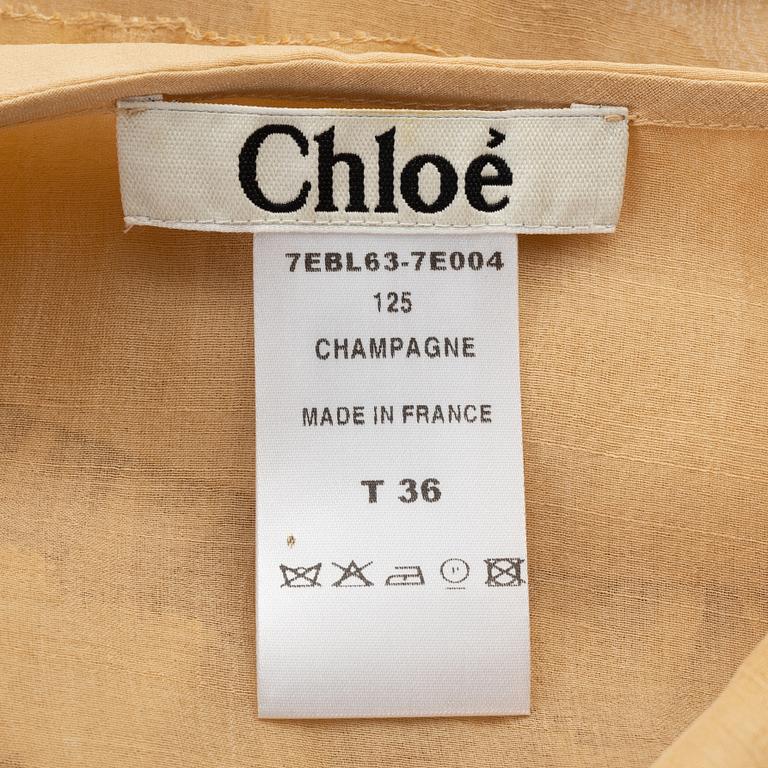 Chloé
7EBL63-7E004
125
CHAMPAGNE
MADE IN FRANCE
T 36